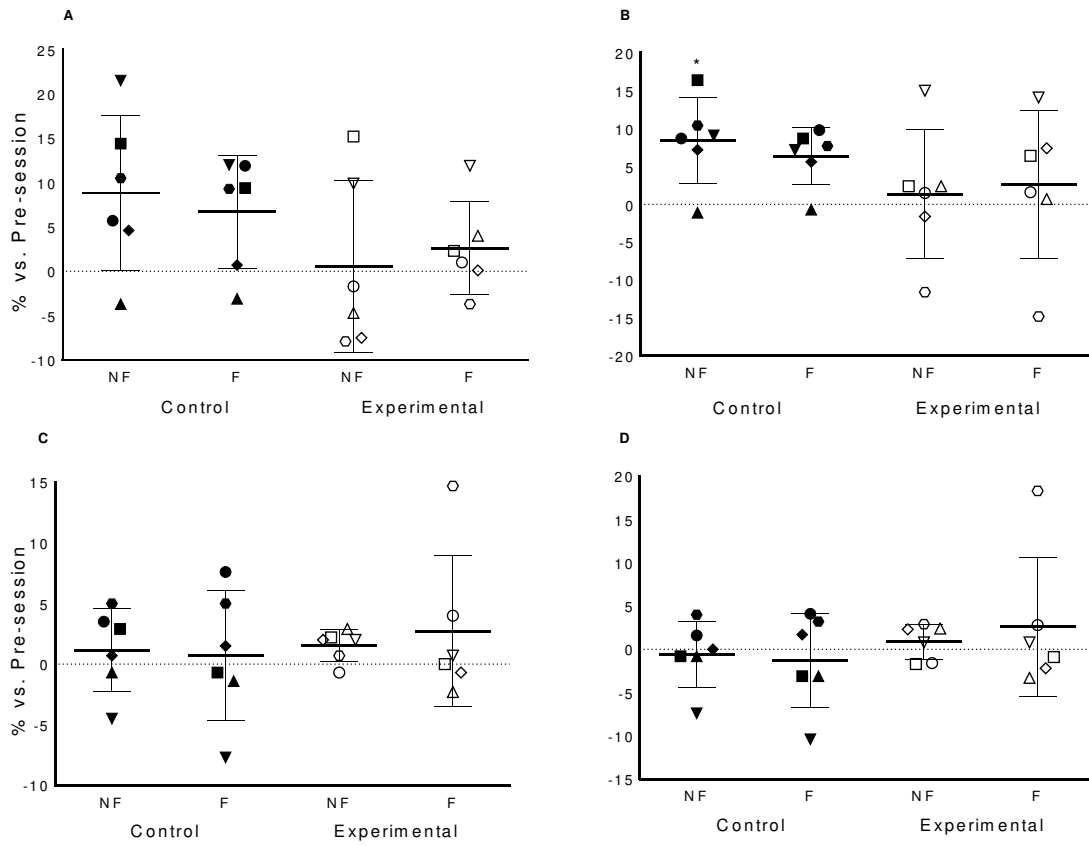 A
25
20
15
10
5
0
-5
-10
% vs. Pre-session
NF F NF F
Control Experimental
B
20
15
10
5
0
-5
-10
-15
-20
*
NF F NF F
Control Experimental
C
15
10
5
0
-5
-10
% vs. Pre-session
NF F NF F
Control Experimental
D
20
15
10
5
0
-5
-10
-15
NF F NF F
Control Experimental